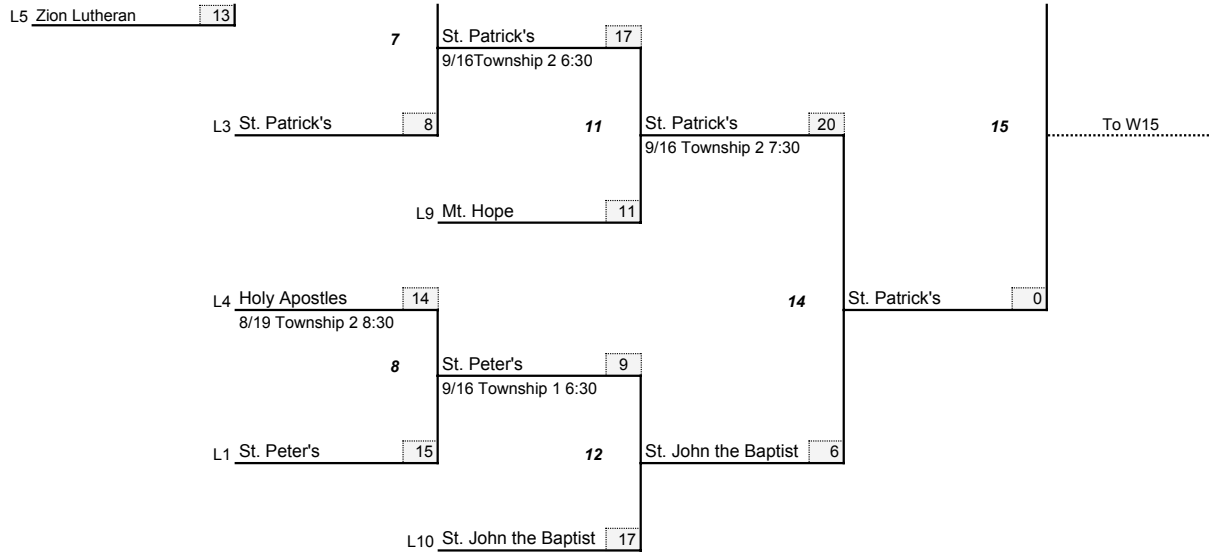 L5 Zion Lutheran 13
7 St. Patrick's 17
9/16Township 2 6:30
L3 St. Patrick's 8
11 St. Patrick's 20
15 To W15
9/16 Township 2 7:30
L9 Mt. Hope 11
L4 Holy Apostles 14
14 St. Patrick's 0
8/19 Township 2 8:30
8 St. Peter's 9
9/16 Township 1 6:30
L1 St. Peter's 15
12 St. John the Baptist 6
L10 St. John the Baptist 17